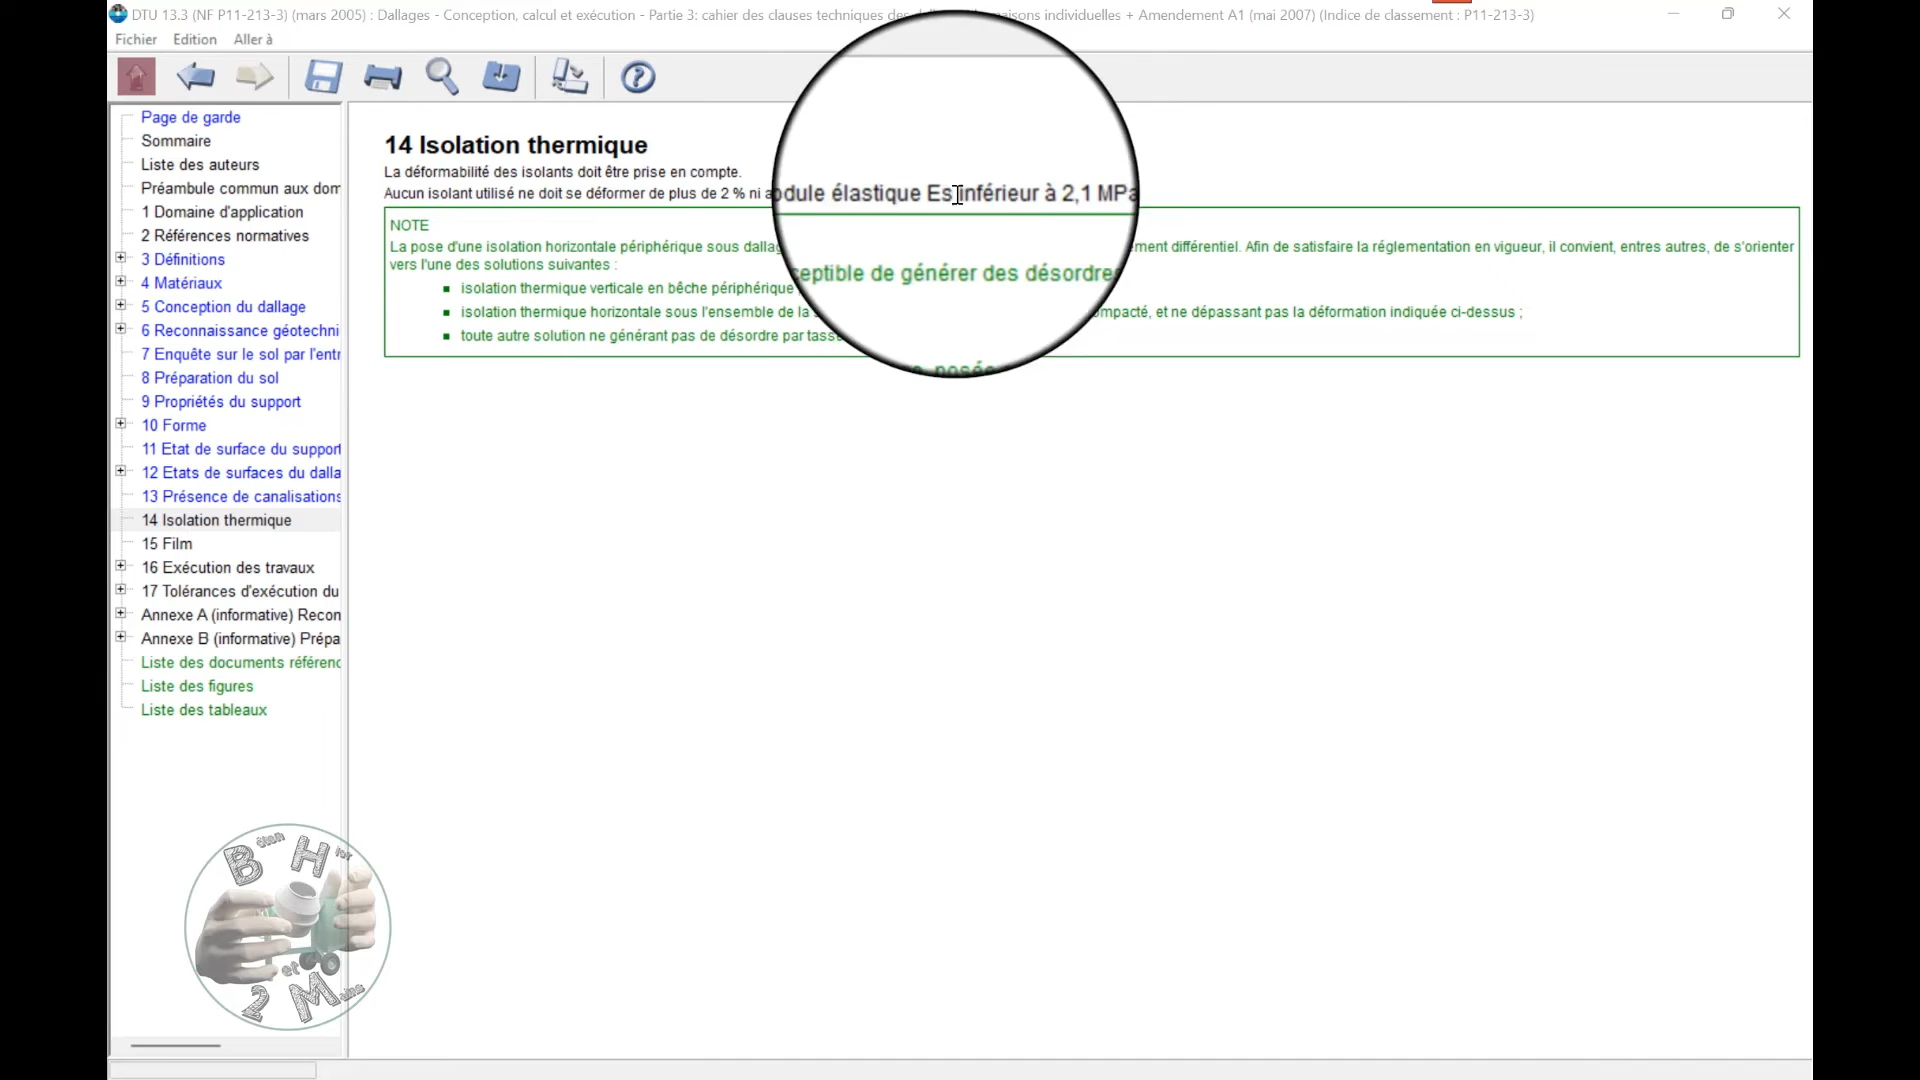 DTU 13.3 (NF P11-213-3) (mars 2005) : Dallages - Conception, calcul et exécution - Partie 3: cahier des clauses techniques des isons individuelles + Amendement A1 (mai 2007) (Indice de classement : P11-213-3)
Fichier Edition Aller à
Page de garde
Sommaire
Liste des auteurs
Préambule commun aux dom
1 Domaine d'application
2 Références normatives
3 Définitions
4 Matériaux
5 Conception du dallage
6 Reconnaissance géotechni
7 Enquête sur le sol par l'entr
8 Préparation du sol
9 Propriétés du support
10 Forme
11 Etat de surface du support
12 Etats de surfaces du dalla
13 Présence de canalisations
14 Isolation thermique
15 Film
16 Exécution des travaux
17 Tolérances d'exécution du
Annexe A (informative) Recon
Annexe B (informative) Prépa
Liste des documents référenc
Liste des figures
Liste des tableaux
14 Isolation thermique
La déformabilité des isolants doit être prise en compte.
Aucun isolant utilisé ne doit se déformer de plus de 2 % ni a odule élastique Es inférieur à 2,1 MPa
NOTE
La pose d'une isolation horizontale périphérique sous dallag ceptible de générer des désordres ment différentiel. Afin de satisfaire la réglementation en vigueur, il convient, entres autres, de s'orienter
vers l'une des solutions suivantes :
isolation thermique verticale en bêche périphérique
isolation thermique horizontale sous l'ensemble de la ompacté, et ne dépassant pas la déformation indiquée ci-dessus ;
toute autre solution ne générant pas de désordre par tass
posée
Béton Hlar
et
2 Mains